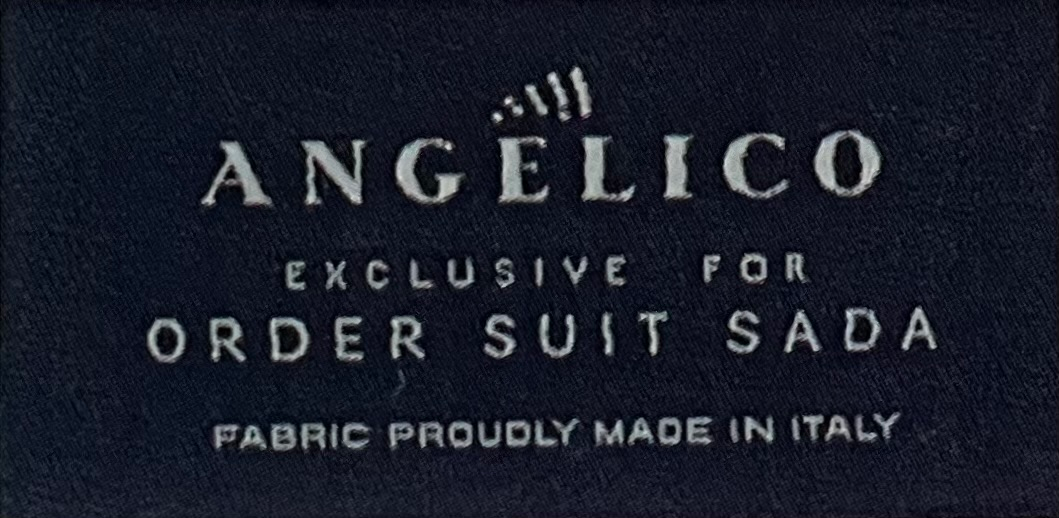 ANGELICO
EXCLUSIVE FOR
ORDER SUIT SADA
FABRIC PROUDLY MADE IN ITALY